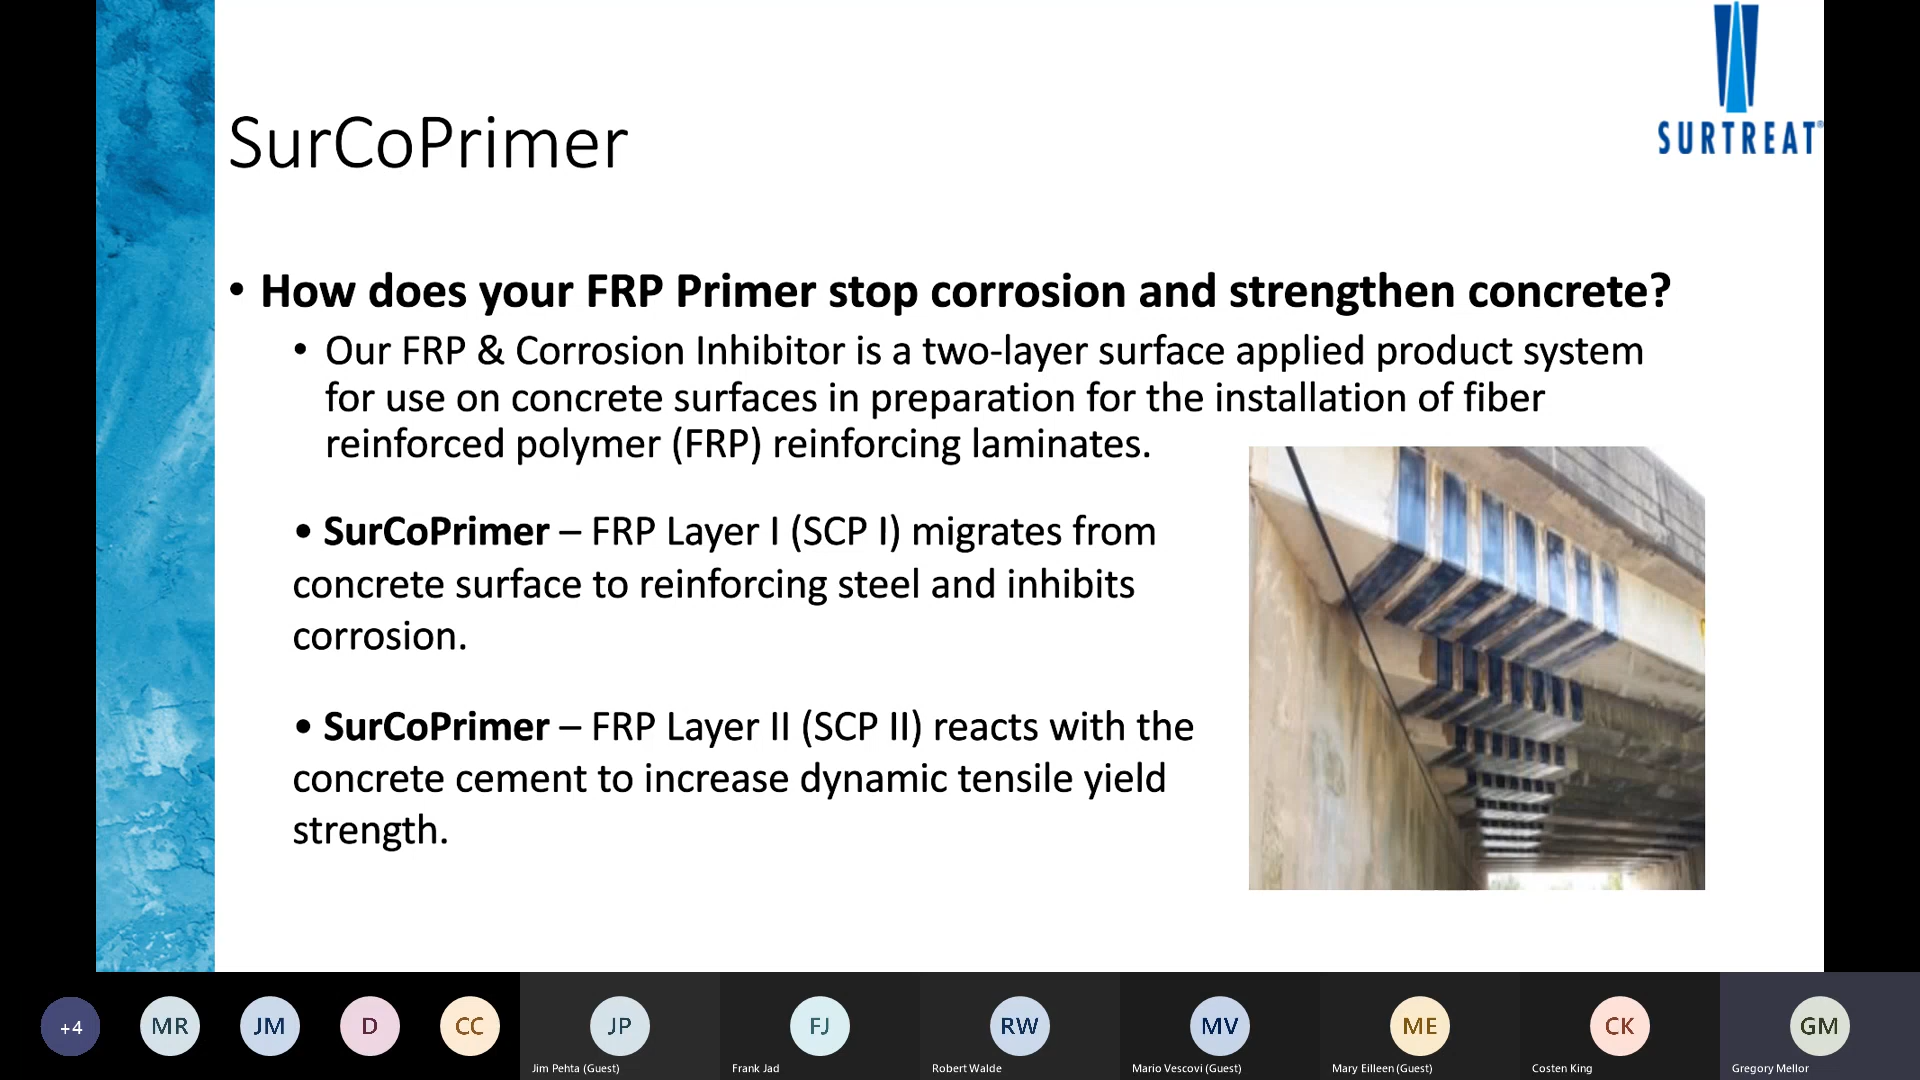 SURTREAT®
SurCoPrimer
• How does your FRP Primer stop corrosion and strengthen concrete?
• Our FRP & Corrosion Inhibitor is a two-layer surface applied product system
for use on concrete surfaces in preparation for the installation of fiber
reinforced polymer (FRP) reinforcing laminates.
• SurCoPrimer – FRP Layer I (SCP I) migrates from
concrete surface to reinforcing steel and inhibits
corrosion.
• SurCoPrimer – FRP Layer II (SCP II) reacts with the
concrete cement to increase dynamic tensile yield
strength.
+4
MR
JM
D
CC
JP
FJ
RW
MV
ME
CK
GM
Jim Pehta (Guest)
Frank Jad
Robert Walde
Mario Vescovi (Guest)
Mary Eilleen (Guest)
Costen King
Gregory Mellor